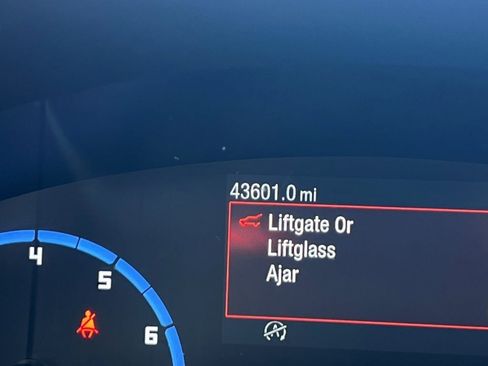 43601.0 mi
Liftgate Or
Liftglass
Ajar
4
5
6
A